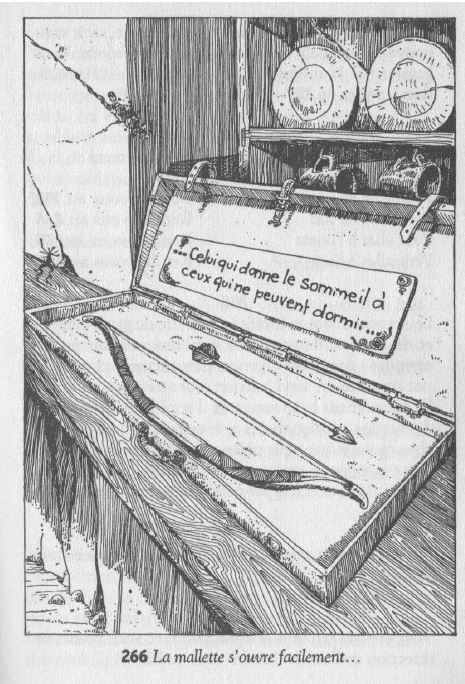 ...Celui qui donne le sommeil à
ceux qui ne peuvent dormir...
266 La mallette s'ouvre facilement...